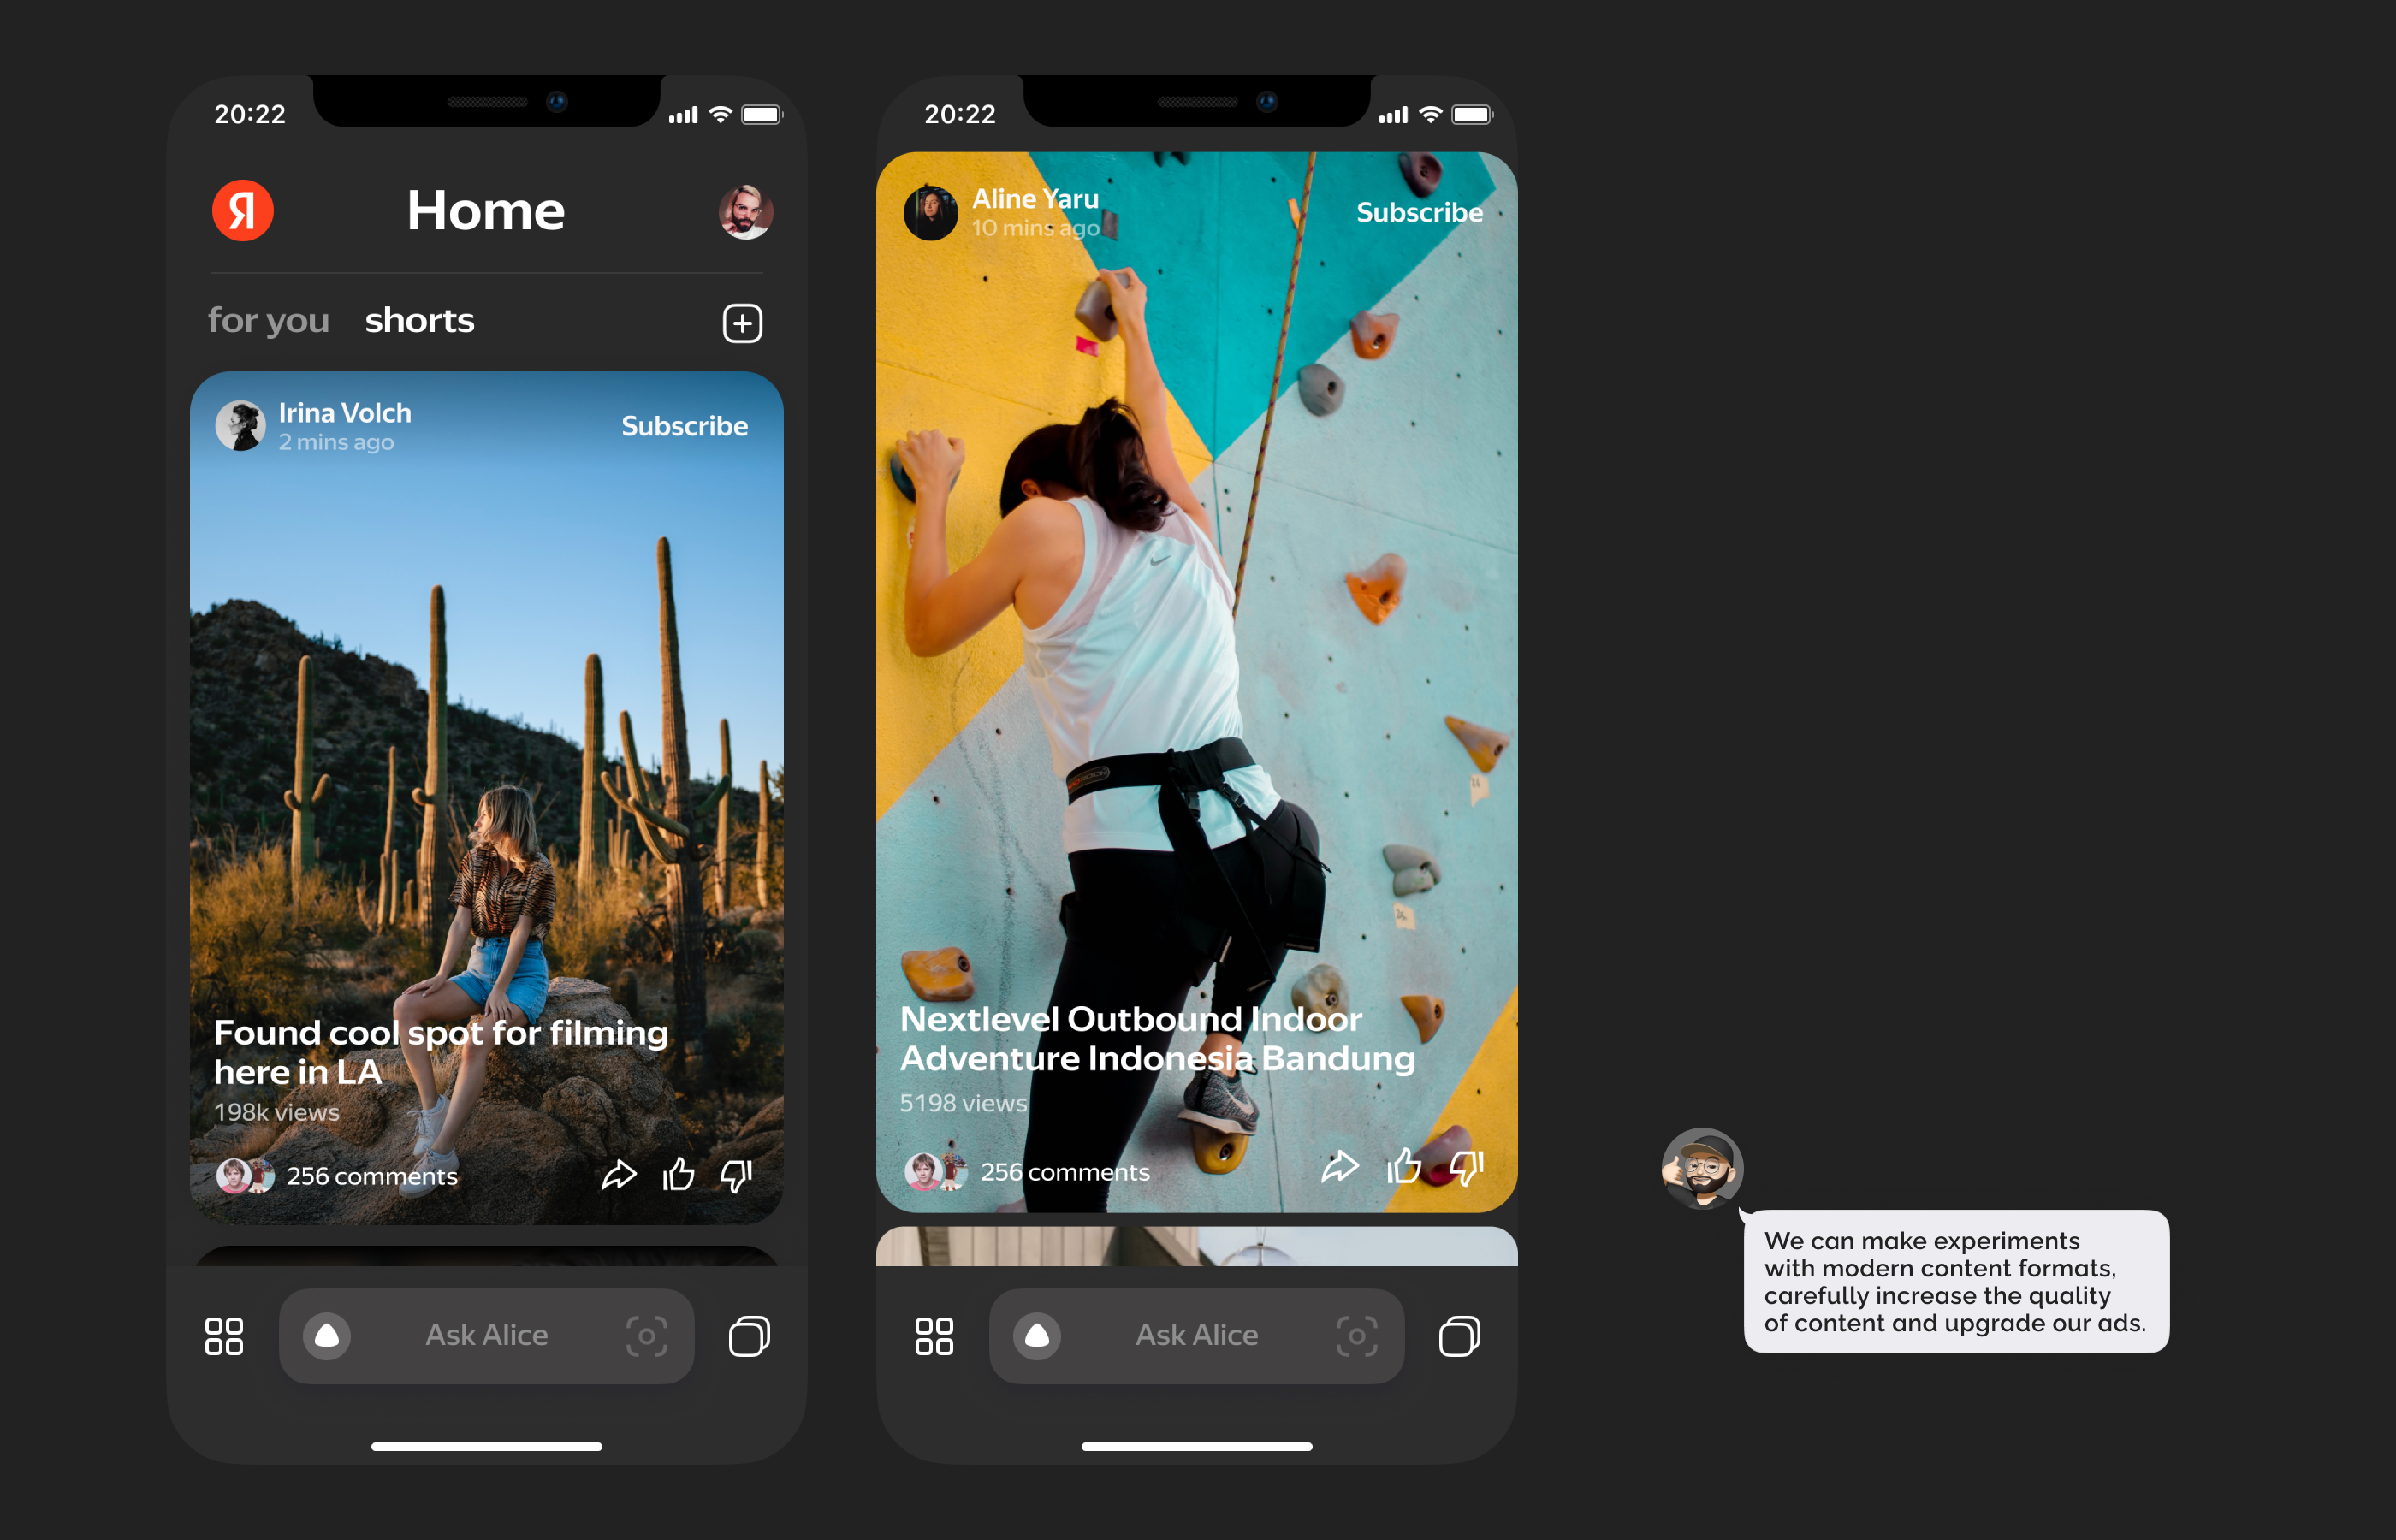 20:22
Я
Home
for you shorts
Irina Volch
2 mins ago
Subscribe
Found cool spot for filming
here in LA
198k views
256 comments
Ask Alice
20:22
Aline Yaru
10 mins ago
Subscribe
Nextlevel Outbound Indoor
Adventure Indonesia Bandung
5198 views
256 comments
Ask Alice
We can make experiments
with modern content formats,
carefully increase the quality
of content and upgrade our ads.